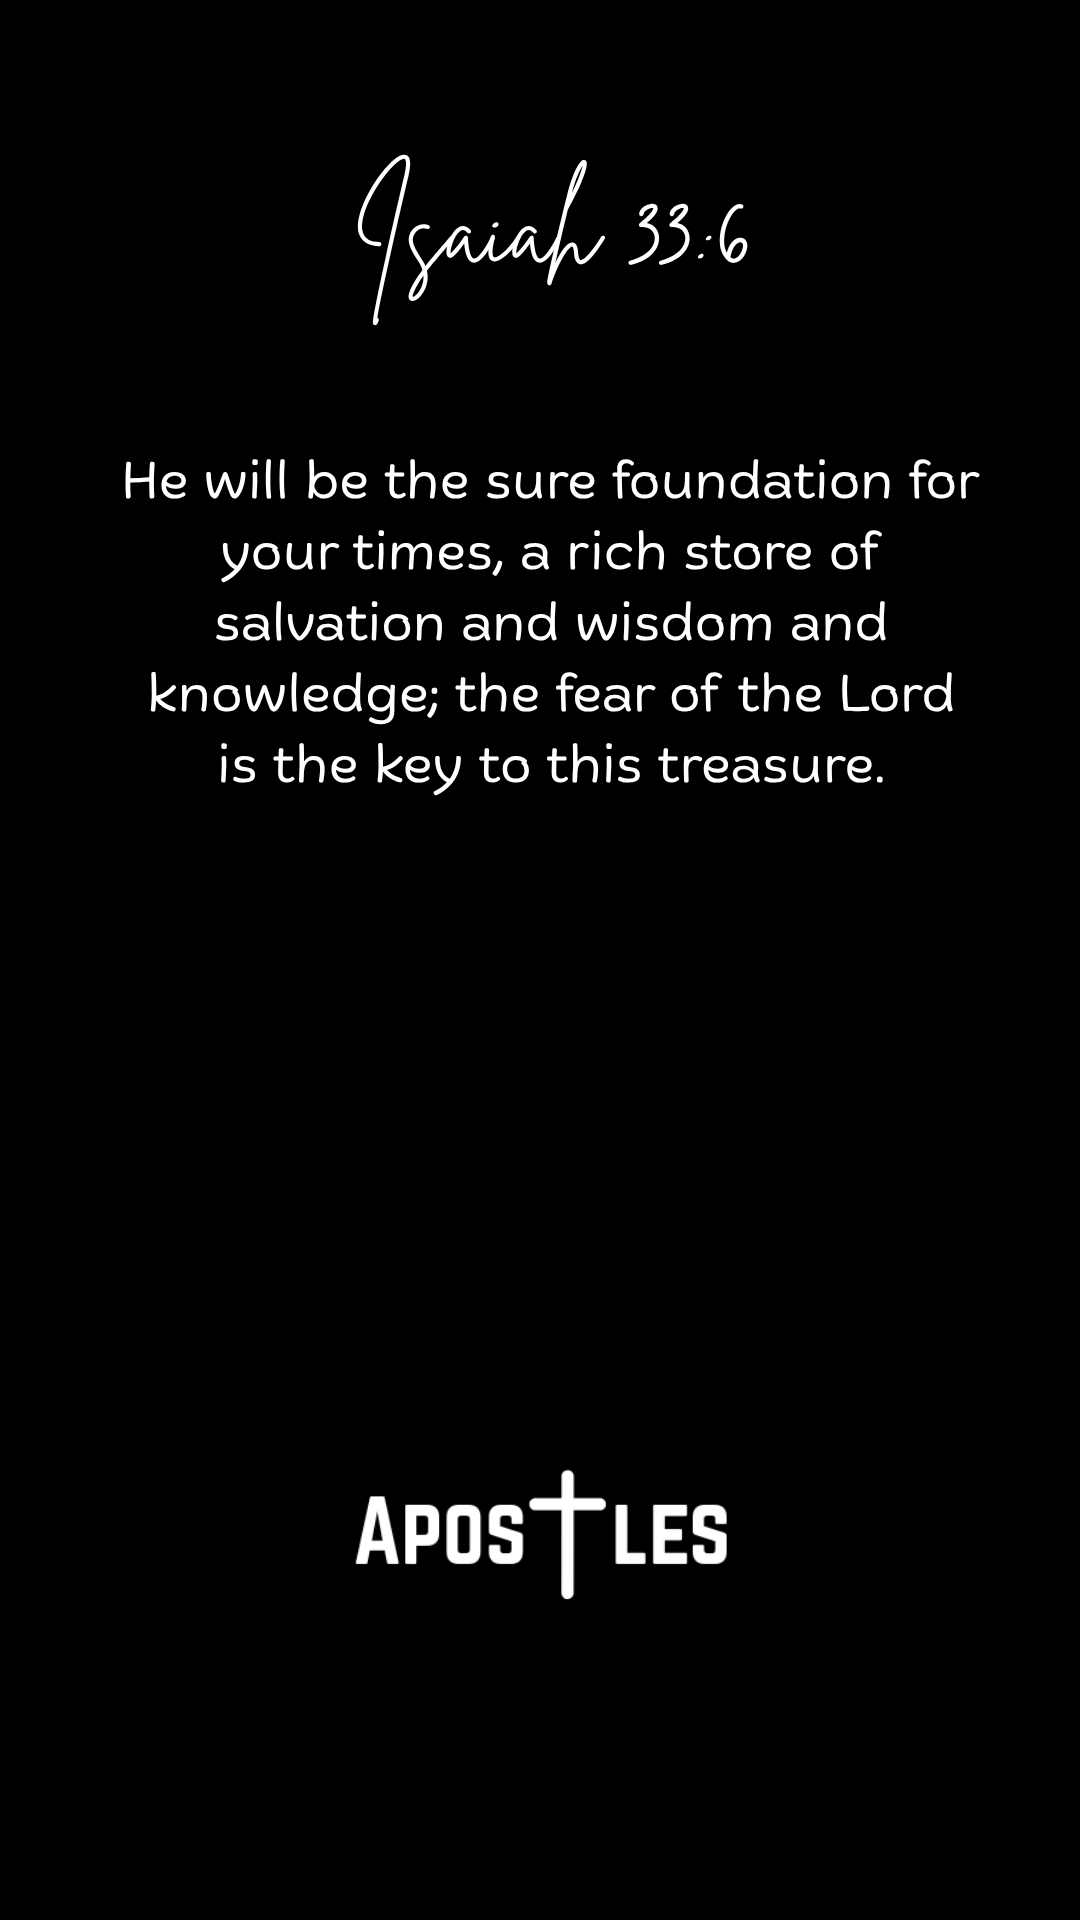 Isaiah 33:6
He will be the sure foundation for
your times, a rich store of
salvation and wisdom and
knowledge; the fear of the Lord
is the key to this treasure.
APOSTLES